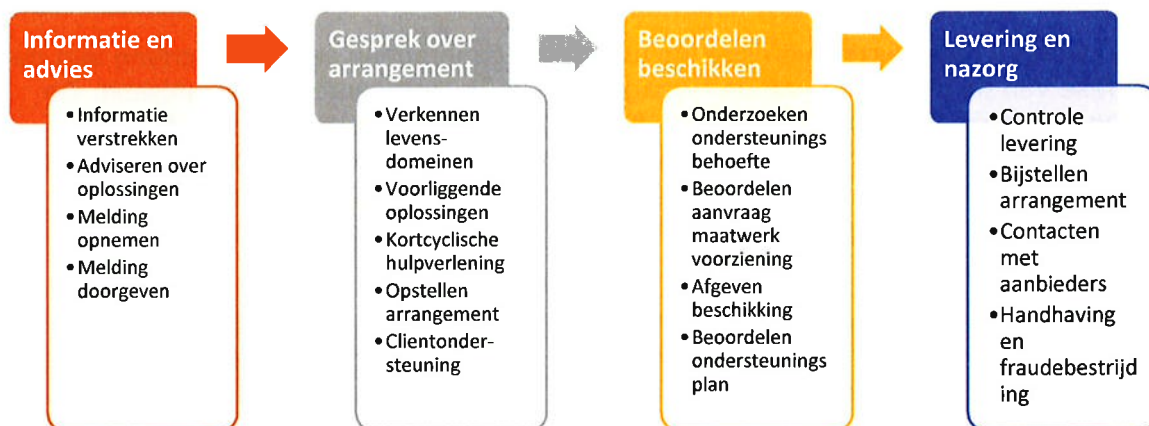 Informatie en
advies
• Informatie
verstrekken
• Adviseren over
oplossingen
• Melding
opnemen
• Melding
doorgeven
Gesprek over
arrangement
• Verkennen
levens-
domeinen
• Voorliggende
oplossingen
• Kortcyclische
hulpverlening
• Opstellen
arrangement
• Clientonder-
steuning
Beoordelen
beschikken
• Onderzoeken
ondersteunings
behoefte
• Beoordelen
aanvraag
maatwerk
voorziening
• Afgeven
beschikking
• Beoordelen
ondersteunings
plan
Levering en
nazorg
• Controle
levering
• Bijstellen
arrangement
• Contacten
met
aanbieders
• Handhaving
en
fraudebestrijd
ing